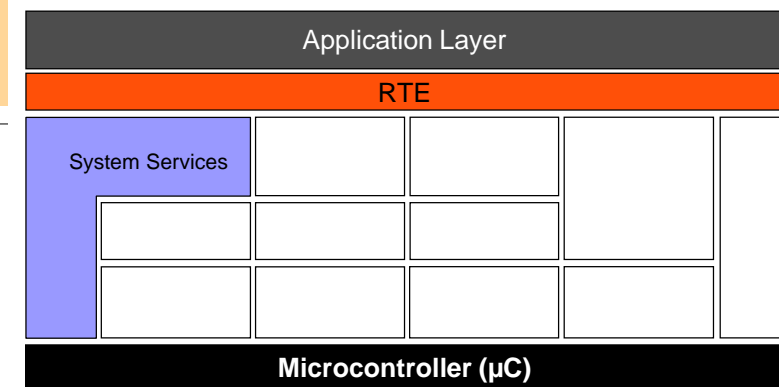 Application Layer
RTE
System Services
Microcontroller (µC)